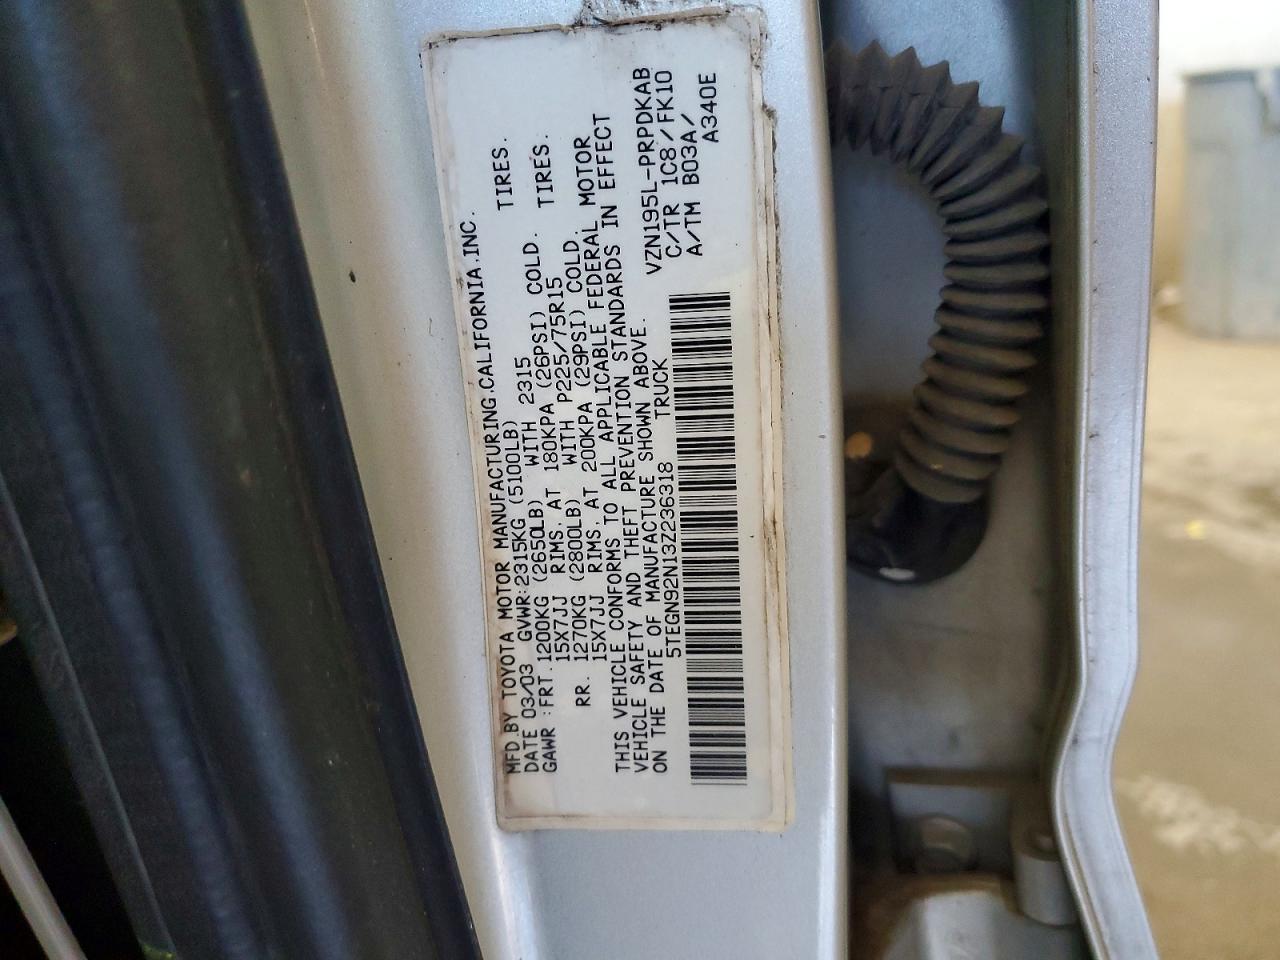 MFD.BY TOYOTA MOTOR MANUFACTURING.CALIFORNIA.INC.
DATE 03/03 GVWR:2315KG (5100LB) WITH 2315
GAWR :FRT. 1200KG (2650LB) WITH 2315 TIRES.
15X7JJ RIMS. AT 180KPA (26PSI) COLD.
RR. 1270KG (2800LB) WITH P225/75R15 TIRES.
15X7JJ RIMS. AT 200KPA (29PSI) COLD.
THIS VEHICLE CONFORMS TO ALL APPLICABLE FEDERAL MOTOR
VEHICLE SAFETY AND THEFT PREVENTION STANDARDS IN EFFECT
ON THE DATE OF MANUFACTURE SHOWN ABOVE.
5TEGN92N13Z236318 TRUCK
VZN195L-PRPDKAB
C/TR 1C8/FK10
A/TM B03A/
A340E